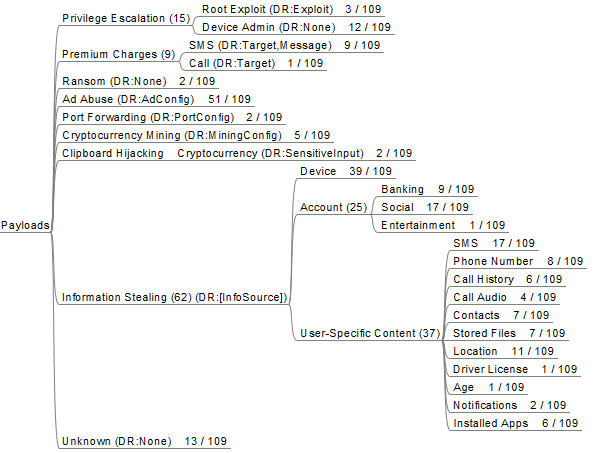 Payloads
Privilege Escalation (15)
Root Exploit (DR:Exploit) 3 / 109
Device Admin (DR:None) 12 / 109
Premium Charges (9)
SMS (DR:Target,Message) 9 / 109
Call (DR:Target) 1 / 109
Ransom (DR:None) 2 / 109
Ad Abuse (DR:AdConfig) 51 / 109
Port Forwarding (DR:PortConfig) 2 / 109
Cryptocurrency Mining (DR:MiningConfig) 5 / 109
Clipboard Hijacking Cryptocurrency (DR:SensitiveInput) 2 / 109
Information Stealing (62) (DR:[InfoSource])
Device 39 / 109
Account (25)
Banking 9 / 109
Social 17 / 109
Entertainment 1 / 109
User-Specific Content (37)
SMS 17 / 109
Phone Number 8 / 109
Call History 6 / 109
Call Audio 4 / 109
Contacts 7 / 109
Stored Files 7 / 109
Location 11 / 109
Driver License 1 / 109
Age 1 / 109
Notifications 2 / 109
Installed Apps 6 / 109
Unknown (DR:None) 13 / 109